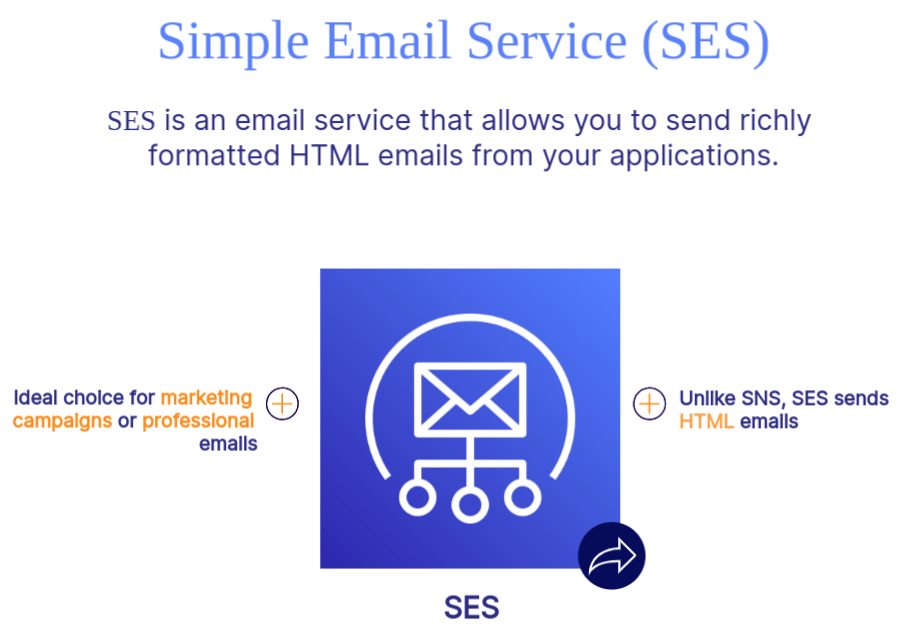 Simple Email Service (SES)
SES is an email service that allows you to send richly
formatted HTML emails from your applications.
Ideal choice for marketing
campaigns or professional
emails
Unlike SNS, SES sends
HTML emails
SES